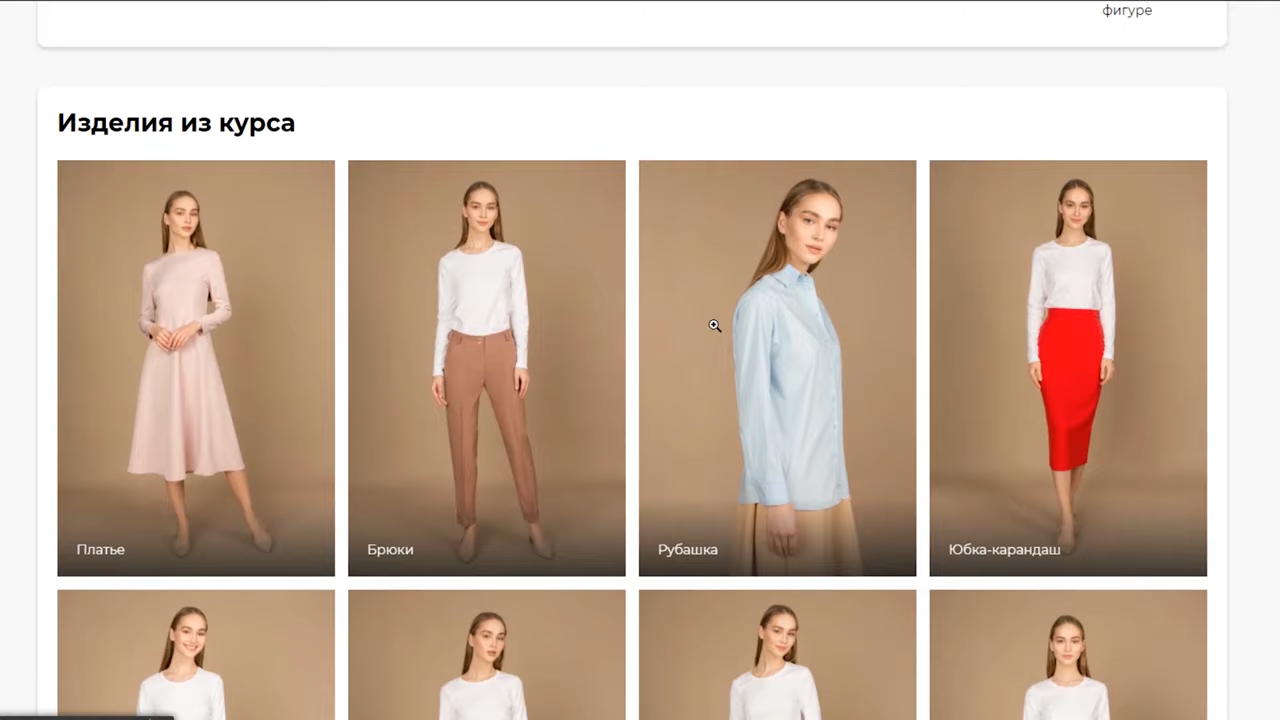 фигуре
Изделия из курса
Платье
Брюки
Рубашка
Юбка-карандаш